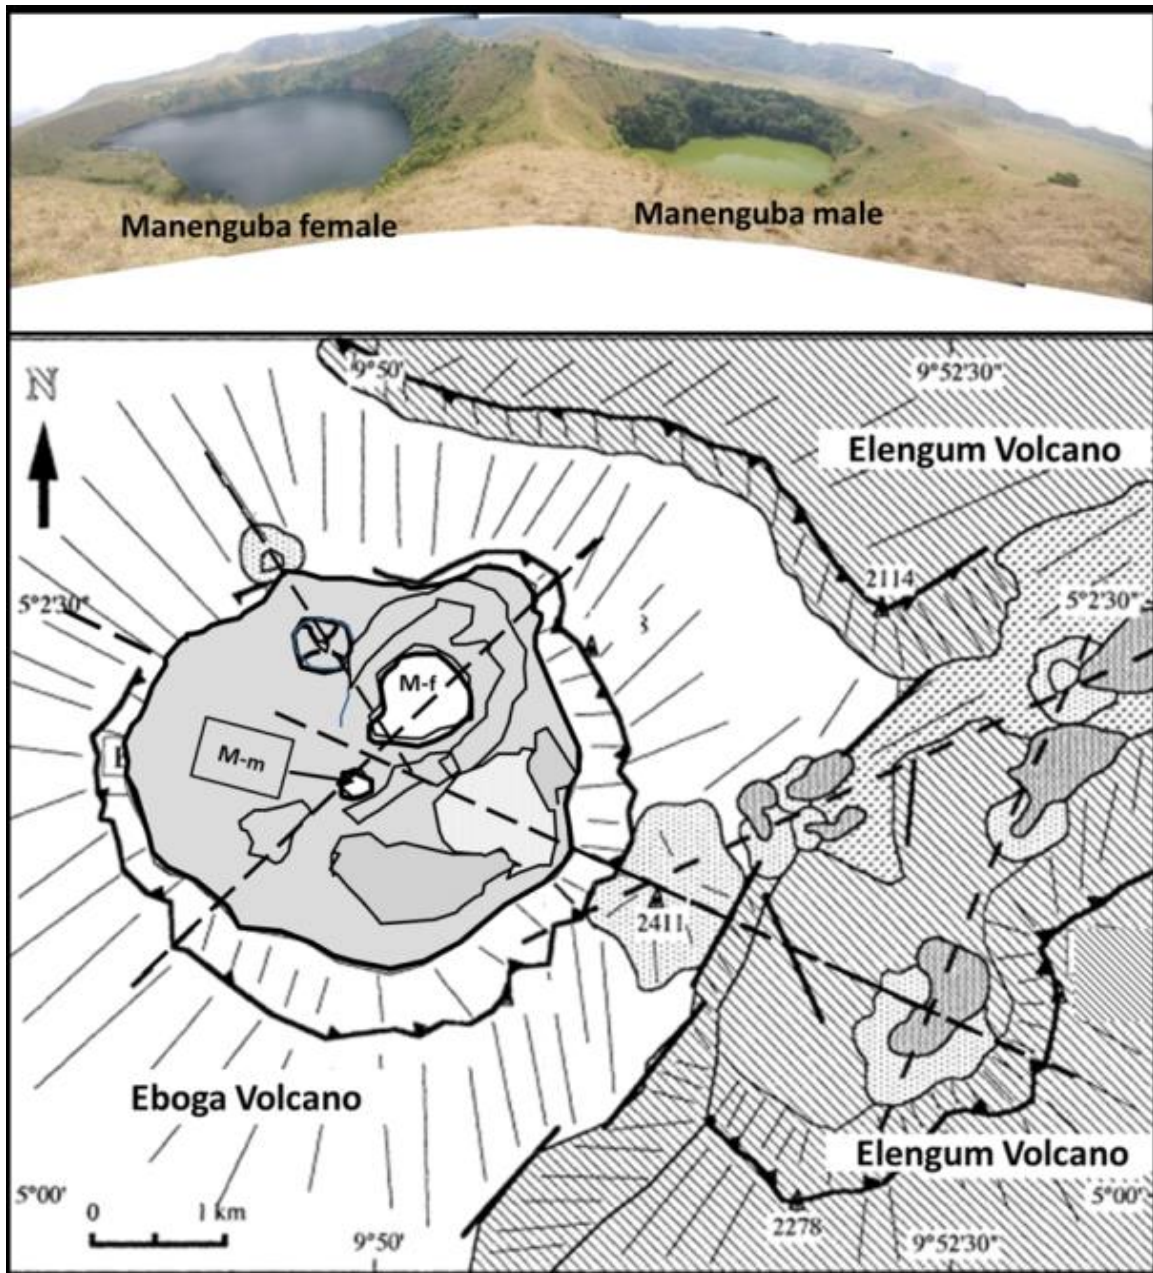 Manenguba female
Manenguba male
N
9°50'
9°52'30"
Elengum Volcano
2114
5°2'30"
5°2'30"
M-f
M-m
2411
Eboga Volcano
Elengum Volcano
5°00'
0 1 km
9°50'
2278
9°52'30"
5°00'